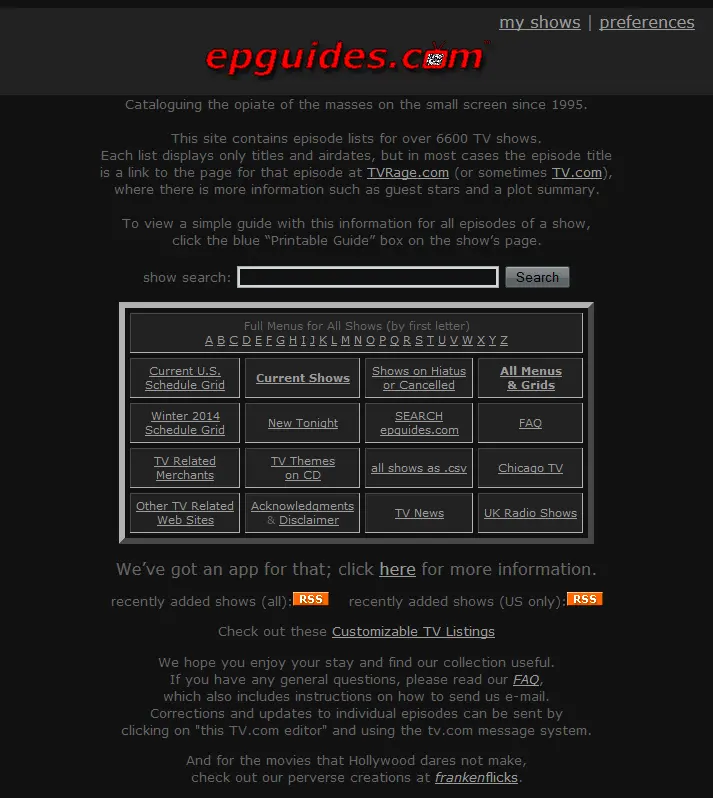 my shows | preferences
epguides.com
Cataloguing the opiate of the masses on the small screen since 1995.
This site contains episode lists for over 6600 TV shows.
Each list displays only titles and airdates, but in most cases the episode title
is a link to the page for that episode at TVRage.com (or sometimes TV.com),
where there is more information such as guest stars and a plot summary.
To view a simple guide with this information for all episodes of a show,
click the blue “Printable Guide” box on the show’s page.
show search: Search
Full Menus for All Shows (by first letter)
A B C D E F G H I J K L M N O P Q R S T U V W X Y Z
Current U.S.
Schedule Grid
Current Shows
Shows on Hiatus
or Cancelled
All Menus
& Grids
Winter 2014
Schedule Grid
New Tonight
SEARCH
epguides.com
FAQ
TV Related
Merchants
TV Themes
on CD
all shows as .csv
Chicago TV
Other TV Related
Web Sites
Acknowledgments
& Disclaimer
TV News
UK Radio Shows
We’ve got an app for that; click here for more information.
recently added shows (all): RSS recently added shows (US only): RSS
Check out these Customizable TV Listings
We hope you enjoy your stay and find our collection useful.
If you have any general questions, please read our FAQ,
which also includes instructions on how to send us e-mail.
Corrections and updates to individual episodes can be sent by
clicking on "this TV.com editor" and using the tv.com message system.
And for the movies that Hollywood dares not make,
check out our perverse creations at frankenflicks.